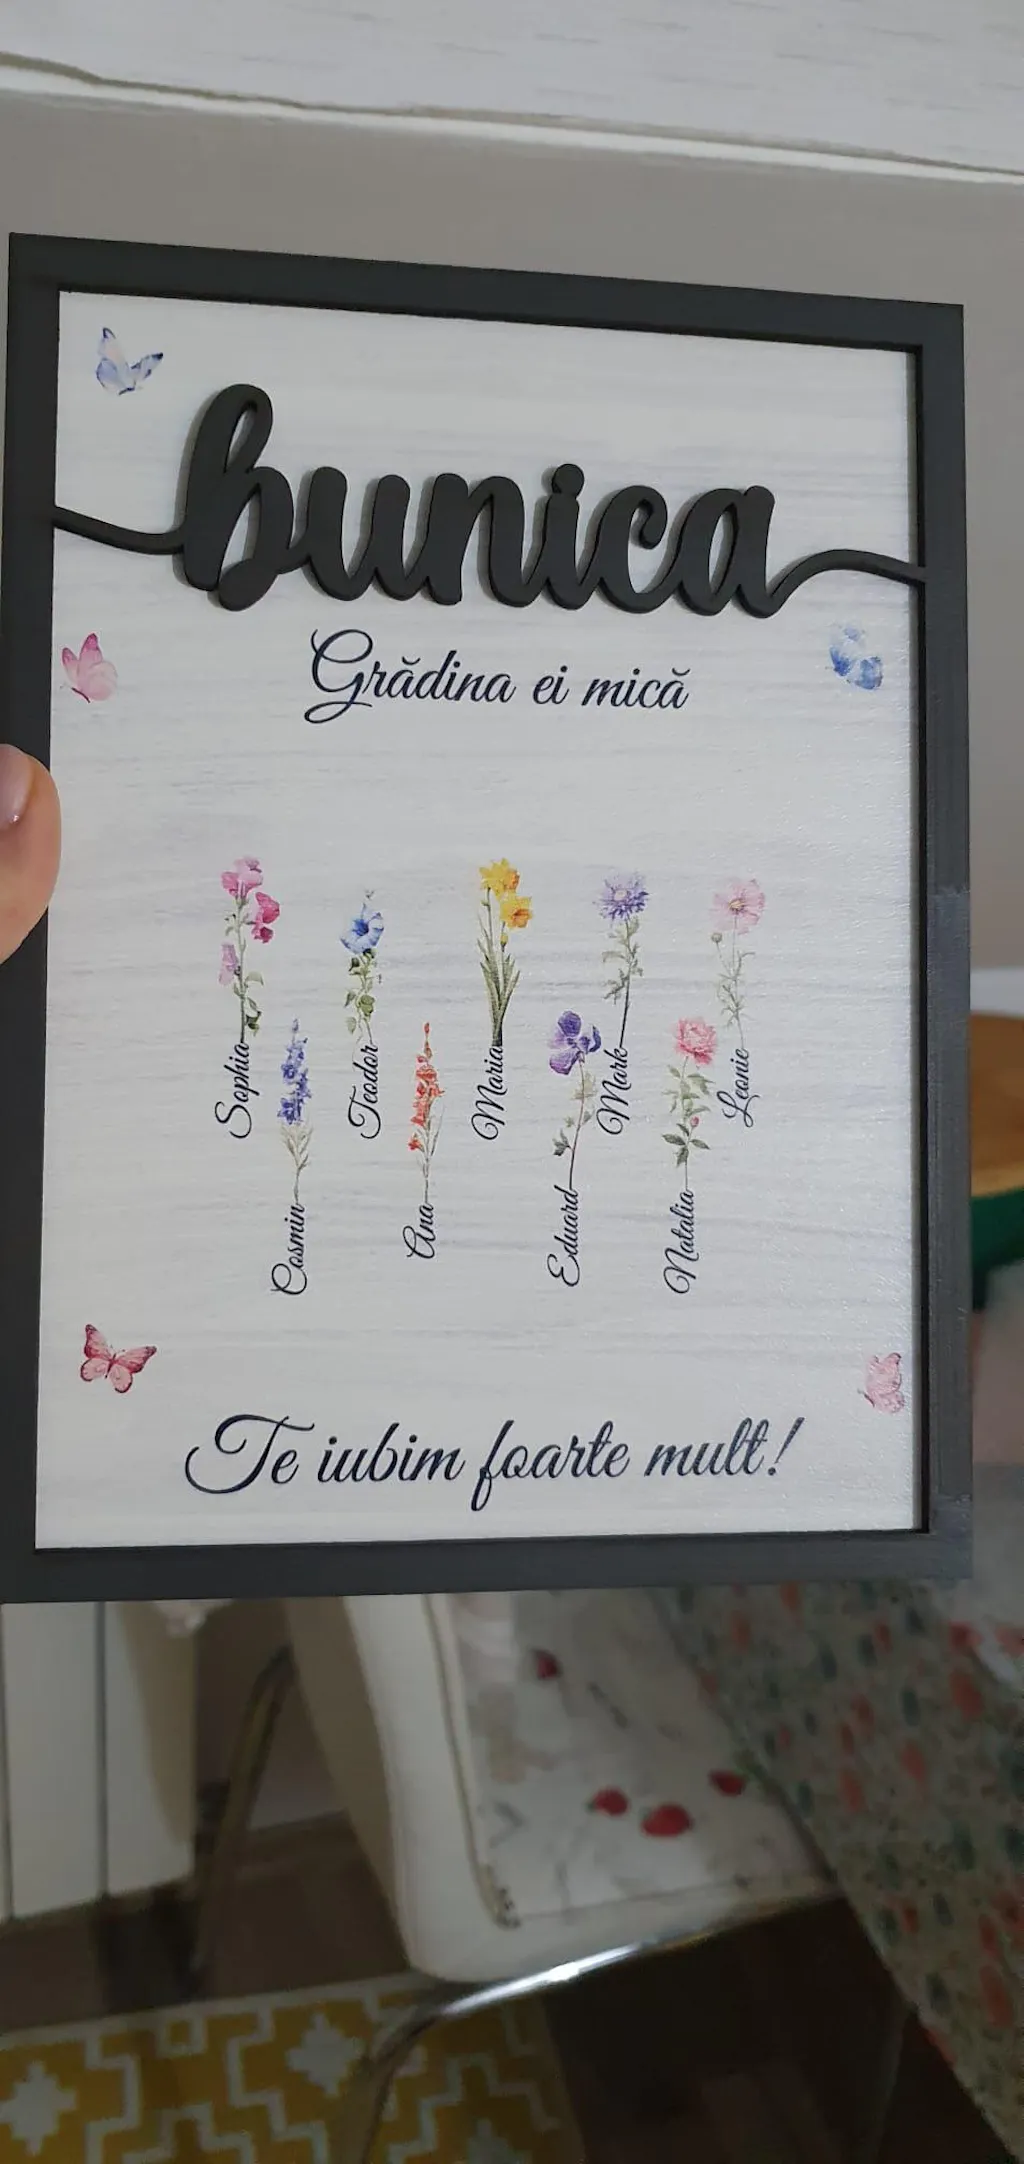 bunica
Grădina ei mică
Sophia
Cosmin
Teodor
Ana
Maria
Eduard
Mark
Natalia
Leonie
Te iubim foarte mult!